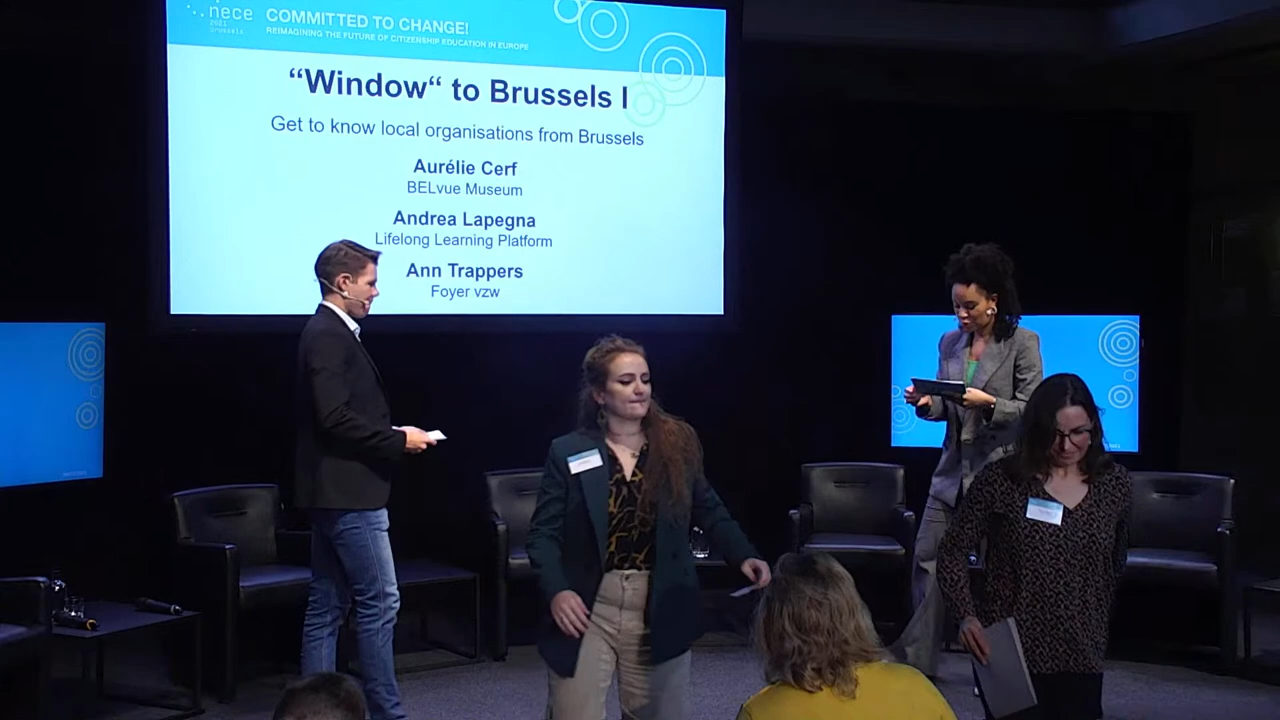 nece
2021
brussels
COMMITTED TO CHANGE!
REIMAGINING THE FUTURE OF CITIZENSHIP EDUCATION IN EUROPE
“Window“ to Brussels I
Get to know local organisations from Brussels
Aurélie Cerf
BELvue Museum
Andrea Lapegna
Lifelong Learning Platform
Ann Trappers
Foyer vzw